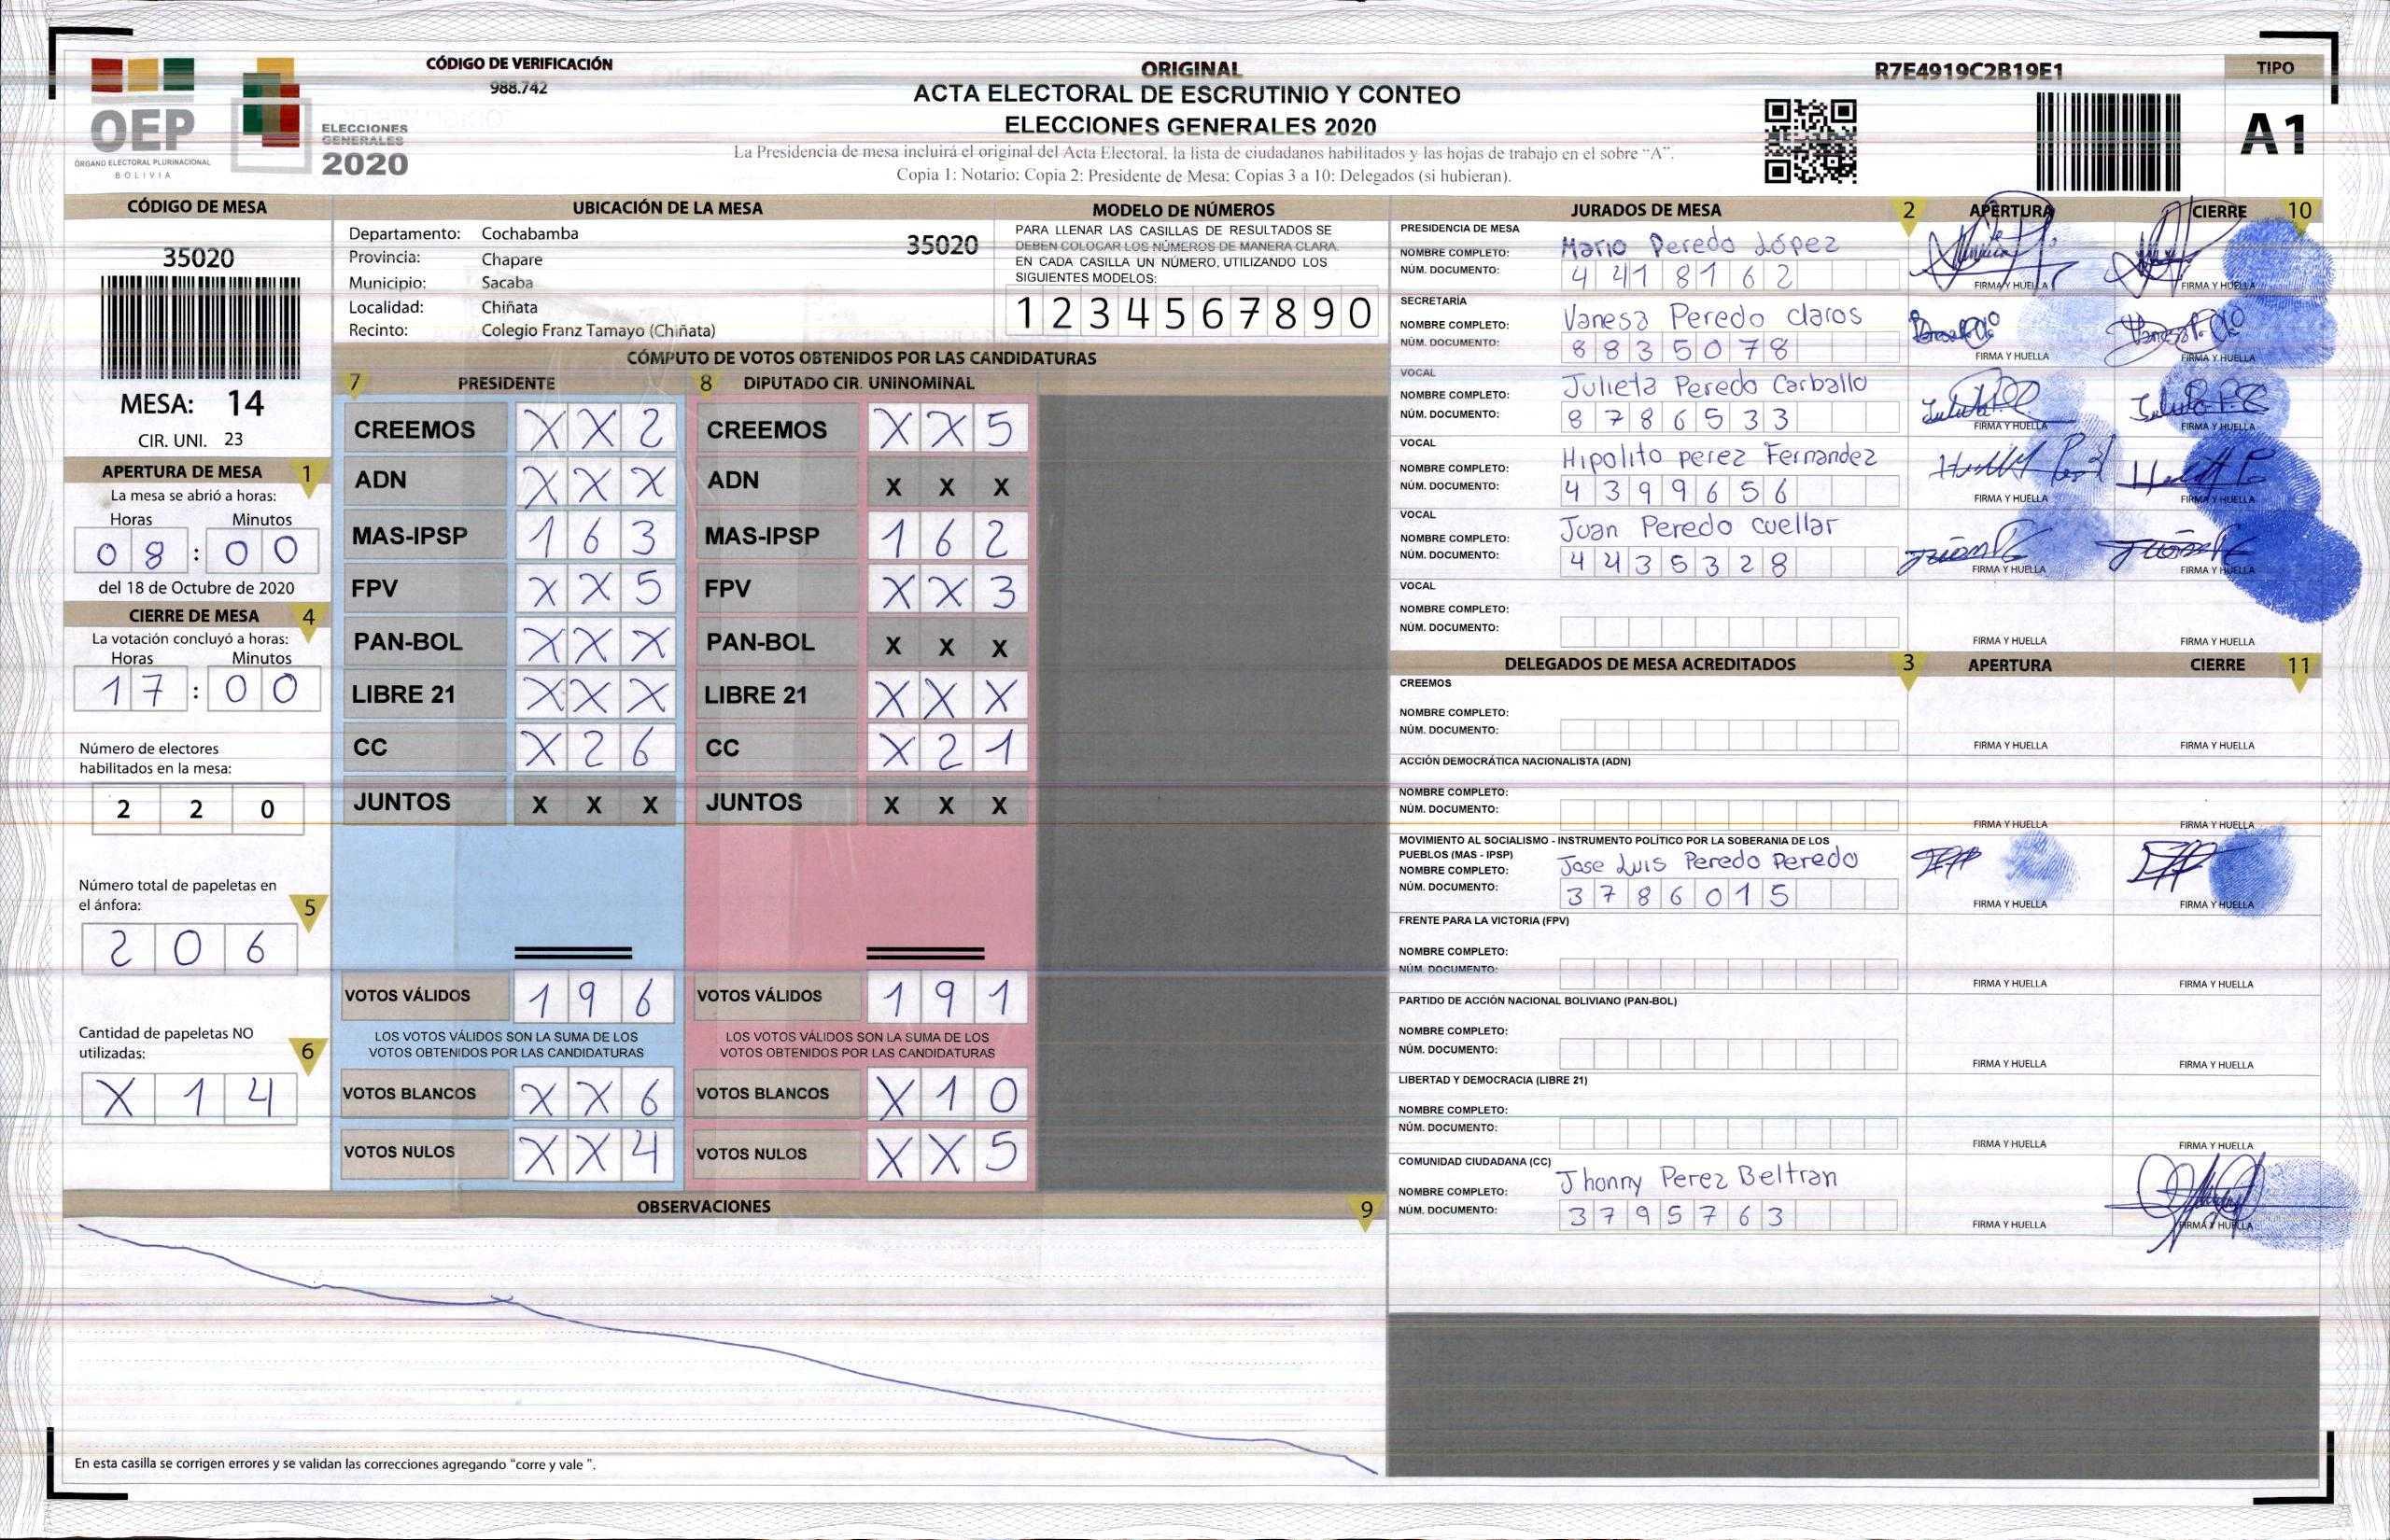 CÓDIGO DE VERIFICACIÓN
988.742
OEP
ÓRGANO ELECTORAL PLURINACIONAL
BOLIVIA
ELECCIONES
GENERALES
2020
ORIGINAL
ACTA ELECTORAL DE ESCRUTINIO Y CONTEO
ELECCIONES GENERALES 2020
La Presidencia de mesa incluirá el original del Acta Electoral, la lista de ciudadanos habilitados y las hojas de trabajo en el sobre “A”.
Copia 1: Notario; Copia 2: Presidente de Mesa; Copias 3 a 10: Delegados (si hubieran).
R7E4919C2B19E1
TIPO
A1
CÓDIGO DE MESA
35020
MESA: 14
CIR. UNI. 23
APERTURA DE MESA 1
La mesa se abrió a horas:
Horas Minutos
0 8 : 0 0
del 18 de Octubre de 2020
CIERRE DE MESA 4
La votación concluyó a horas:
Horas Minutos
1 7 : 0 0
Número de electores
habilitados en la mesa:
2 2 0
Número total de papeletas en
el ánfora: 5
2 0 6
Cantidad de papeletas NO
utilizadas: 6
X 1 4
UBICACIÓN DE LA MESA
Departamento: Cochabamba
35020
Provincia: Chapare
Municipio: Sacaba
Localidad: Chiñata
Recinto: Colegio Franz Tamayo (Chiñata)
MODELO DE NÚMEROS
PARA LLENAR LAS CASILLAS DE RESULTADOS SE
DEBEN COLOCAR LOS NÚMEROS DE MANERA CLARA.
EN CADA CASILLA UN NÚMERO, UTILIZANDO LOS
SIGUIENTES MODELOS:
1 2 3 4 5 6 7 8 9 0
CÓMPUTO DE VOTOS OBTENIDOS POR LAS CANDIDATURAS
7 PRESIDENTE 8 DIPUTADO CIR. UNINOMINAL
CREEMOS X X 2 CREEMOS X X 5
ADN X X X ADN X X X
MAS-IPSP 1 6 3 MAS-IPSP 1 6 2
FPV X X 5 FPV X X 3
PAN-BOL X X X PAN-BOL X X X
LIBRE 21 X X X LIBRE 21 X X X
CC X 2 6 CC X 2 1
JUNTOS X X X JUNTOS X X X
VOTOS VÁLIDOS 1 9 6 VOTOS VÁLIDOS 1 9 1
LOS VOTOS VÁLIDOS SON LA SUMA DE LOS LOS VOTOS VÁLIDOS SON LA SUMA DE LOS
VOTOS OBTENIDOS POR LAS CANDIDATURAS VOTOS OBTENIDOS POR LAS CANDIDATURAS
VOTOS BLANCOS X X 6 VOTOS BLANCOS X 1 0
VOTOS NULOS X X 4 VOTOS NULOS X X 5
OBSERVACIONES 9
En esta casilla se corrigen errores y se validan las correcciones agregando "corre y vale ".
JURADOS DE MESA 2 APERTURA CIERRE 10
PRESIDENCIA DE MESA
NOMBRE COMPLETO: Mario Peredo López
NÚM. DOCUMENTO: 4 4 1 8 1 6 2
FIRMA Y HUELLA FIRMA Y HUELLA
SECRETARÍA
NOMBRE COMPLETO: Vanesa Peredo claros
NÚM. DOCUMENTO: 8 8 3 5 0 7 8
FIRMA Y HUELLA FIRMA Y HUELLA
VOCAL
NOMBRE COMPLETO: Julieta Peredo Carballo
NÚM. DOCUMENTO: 8 7 8 6 5 3 3
FIRMA Y HUELLA FIRMA Y HUELLA
VOCAL
NOMBRE COMPLETO: Hipolito perez Fernandez
NÚM. DOCUMENTO: 4 3 9 9 6 5 6
FIRMA Y HUELLA FIRMA Y HUELLA
VOCAL
NOMBRE COMPLETO: Juan Peredo cuellar
NÚM. DOCUMENTO: 4 4 3 5 3 2 8
FIRMA Y HUELLA FIRMA Y HUELLA
VOCAL
NOMBRE COMPLETO:
NÚM. DOCUMENTO:
FIRMA Y HUELLA FIRMA Y HUELLA
DELEGADOS DE MESA ACREDITADOS 3 APERTURA CIERRE 11
CREEMOS
NOMBRE COMPLETO:
NÚM. DOCUMENTO:
FIRMA Y HUELLA FIRMA Y HUELLA
ACCIÓN DEMOCRÁTICA NACIONALISTA (ADN)
NOMBRE COMPLETO:
NÚM. DOCUMENTO:
FIRMA Y HUELLA FIRMA Y HUELLA
MOVIMIENTO AL SOCIALISMO - INSTRUMENTO POLÍTICO POR LA SOBERANIA DE LOS
PUEBLOS (MAS - IPSP)
NOMBRE COMPLETO: Jose Luis Peredo Peredo
NÚM. DOCUMENTO: 3 7 8 6 0 1 5
FIRMA Y HUELLA FIRMA Y HUELLA
FRENTE PARA LA VICTORIA (FPV)
NOMBRE COMPLETO:
NÚM. DOCUMENTO:
FIRMA Y HUELLA FIRMA Y HUELLA
PARTIDO DE ACCIÓN NACIONAL BOLIVIANO (PAN-BOL)
NOMBRE COMPLETO:
NÚM. DOCUMENTO:
FIRMA Y HUELLA FIRMA Y HUELLA
LIBERTAD Y DEMOCRACIA (LIBRE 21)
NOMBRE COMPLETO:
NÚM. DOCUMENTO:
FIRMA Y HUELLA FIRMA Y HUELLA
COMUNIDAD CIUDADANA (CC)
NOMBRE COMPLETO: Jhonny Perez Beltran
NÚM. DOCUMENTO: 3 7 9 5 7 6 3
FIRMA Y HUELLA FIRMA Y HUELLA